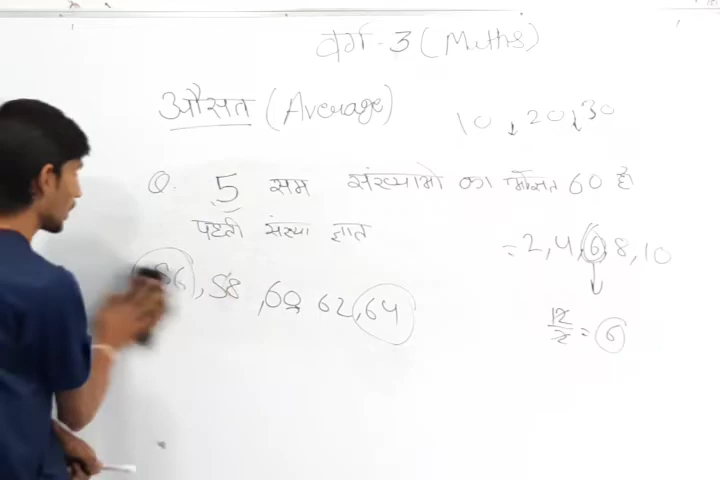 वर्ग - 3 (Maths)
औसत (Average)
10 20 30
Q. 5 सम संख्याओ का औसत 60 है
पहली संख्या ज्ञात
= 2, 4, 6, 8, 10
56, 58, 60, 62, 64
12/2 = 6